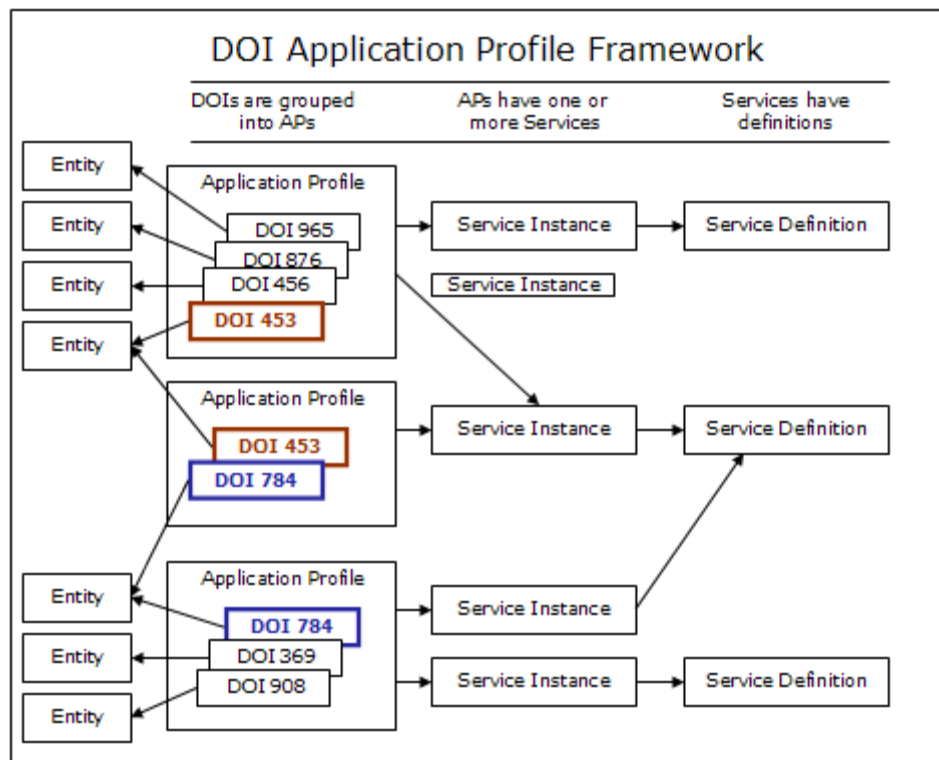 DOI Application Profile Framework
DOIs are grouped
into APs
APs have one or
more Services
Services have
definitions
Entity
Entity
Entity
Entity
Application Profile
DOI 965
DOI 876
DOI 456
DOI 453
Service Instance
Service Definition
Service Instance
Application Profile
DOI 453
DOI 784
Service Instance
Service Definition
Entity
Entity
Entity
Application Profile
DOI 784
DOI 369
DOI 908
Service Instance
Service Instance
Service Definition